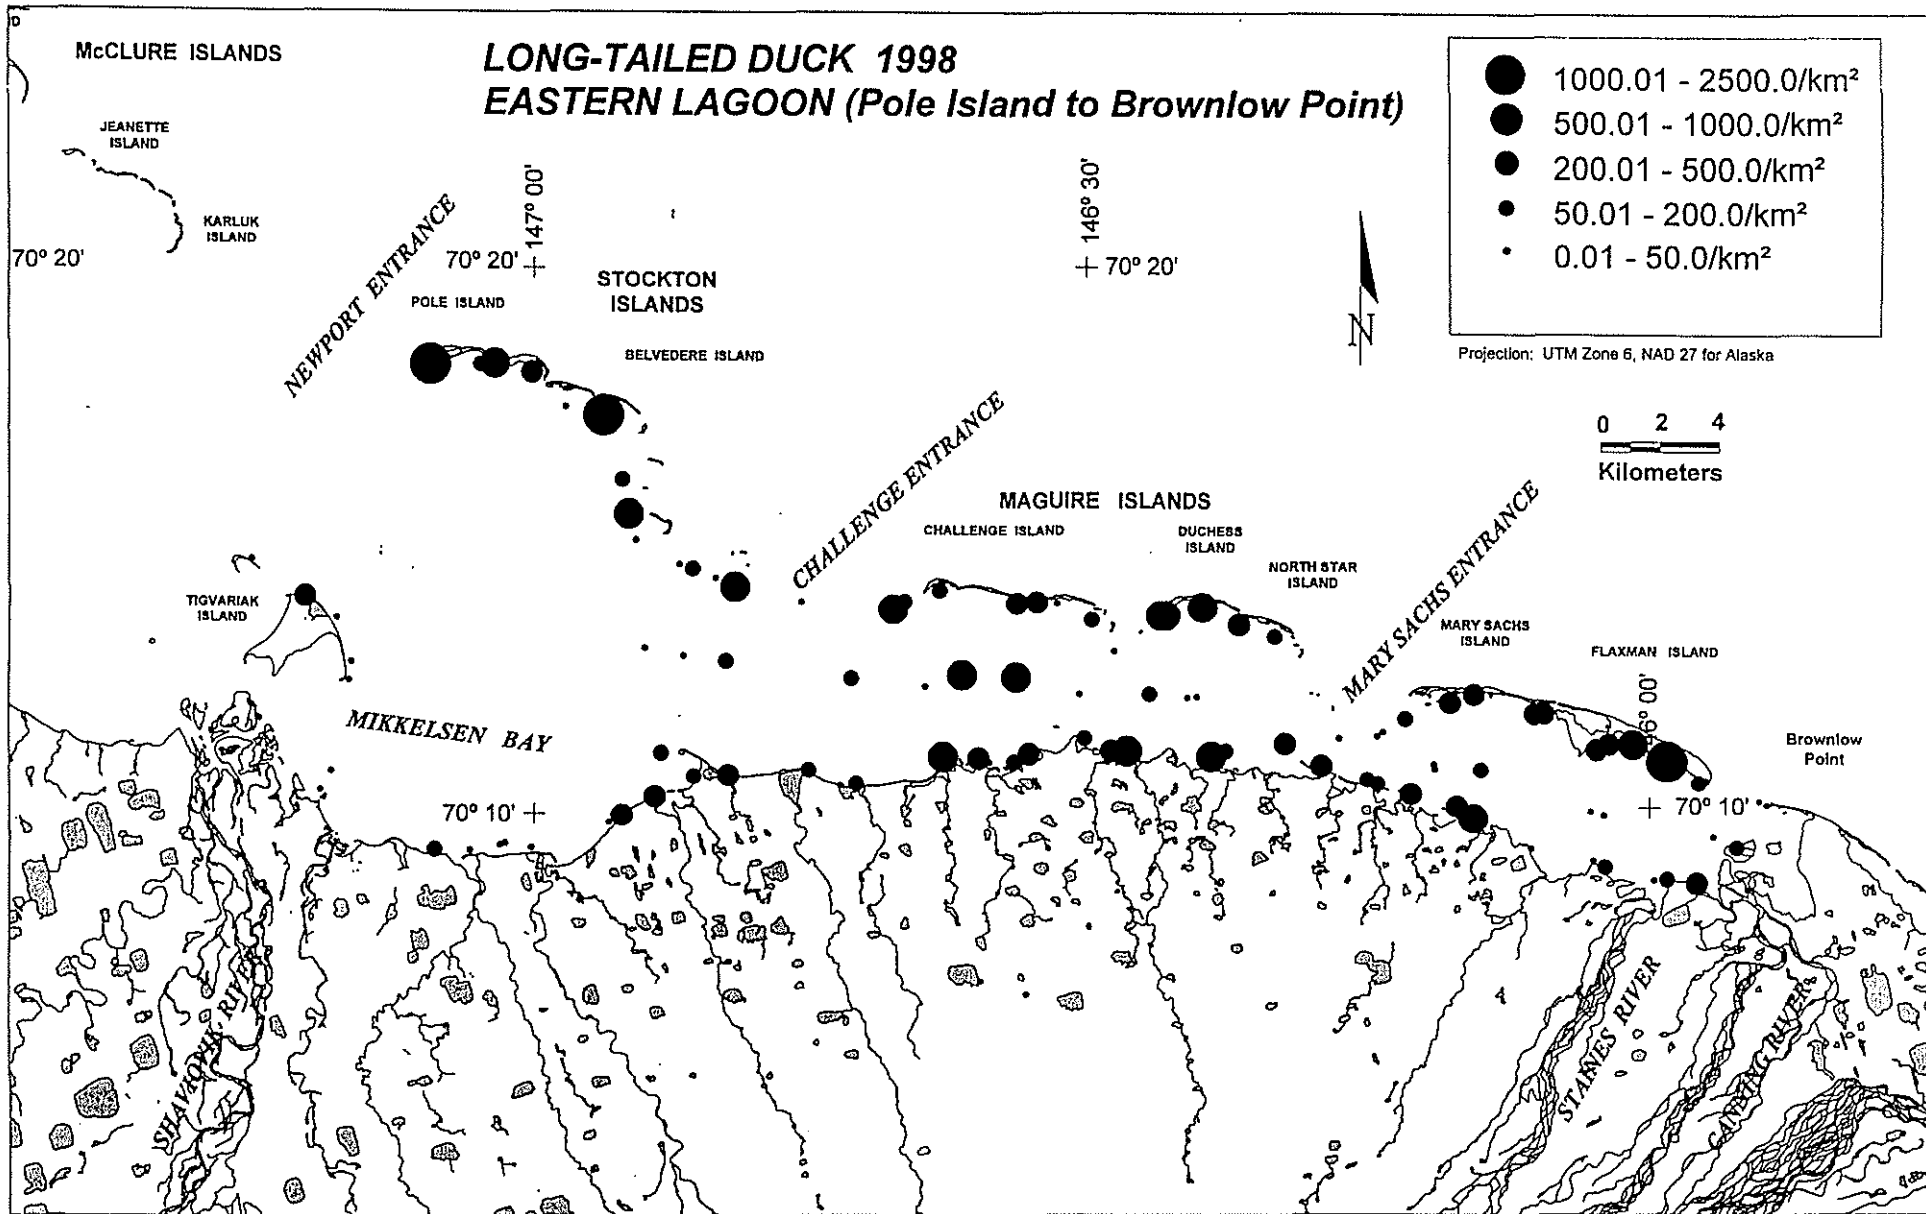 McCLURE ISLANDS
LONG-TAILED DUCK 1998
EASTERN LAGOON (Pole Island to Brownlow Point)
1000.01 - 2500.0/km²
500.01 - 1000.0/km²
200.01 - 500.0/km²
50.01 - 200.0/km²
0.01 - 50.0/km²
Projection: UTM Zone 6, NAD 27 for Alaska
JEANETTE
ISLAND
KARLUK
ISLAND
70° 20'
NEWPORT ENTRANCE
70° 20'
147° 00'
146° 30'
70° 20'
N
STOCKTON
ISLANDS
POLE ISLAND
BELVEDERE ISLAND
0 2 4
Kilometers
CHALLENGE ENTRANCE
MAGUIRE ISLANDS
CHALLENGE ISLAND
DUCHESS
ISLAND
NORTH STAR
ISLAND
MARY SACHS ENTRANCE
TIGVARIAK
ISLAND
MARY SACHS
ISLAND
FLAXMAN ISLAND
MIKKELSEN BAY
Brownlow
Point
70° 10'
70° 10'
SHAVIOVIK RIVER
STAINES RIVER
CANNING RIVER